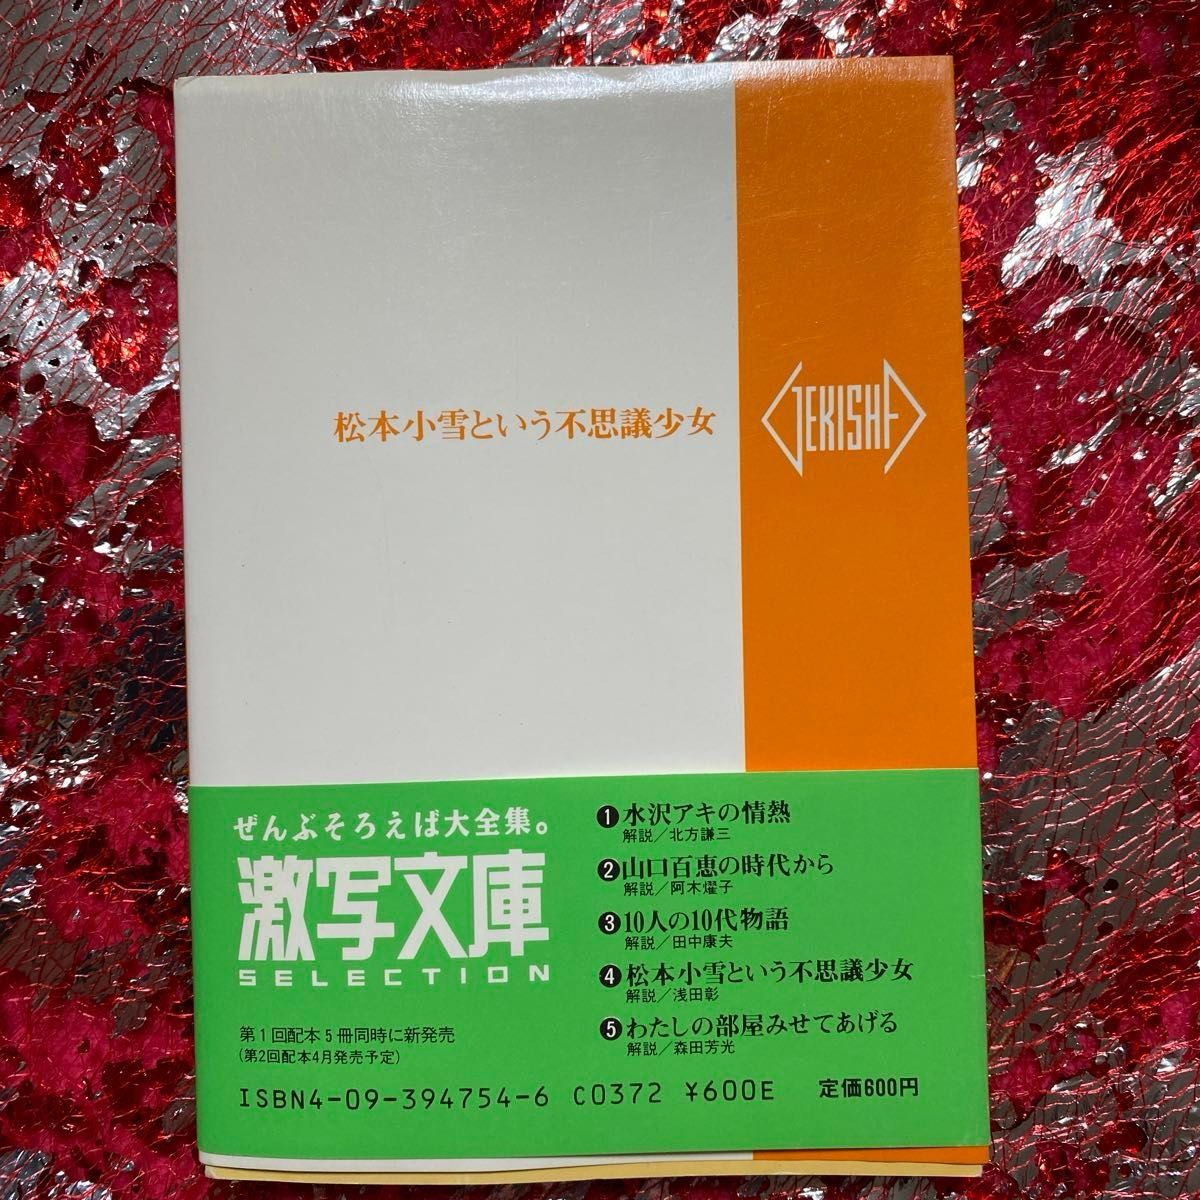 松本小雪という不思議少女
GEKISHA
ぜんぶそろえば大全集。
激写文庫
SELECTION
第1回配本5冊同時に新発売
(第2回配本4月発売予定)
❶水沢アキの情熱
解説／北方謙三
❷山口百恵の時代から
解説／阿木燿子
❸10人の10代物語
解説／田中康夫
❹松本小雪という不思議少女
解説／浅田彰
❺わたしの部屋みせてあげる
解説／森田芳光
ISBN4-09-394754-6 C0372 ¥600E 定価600円